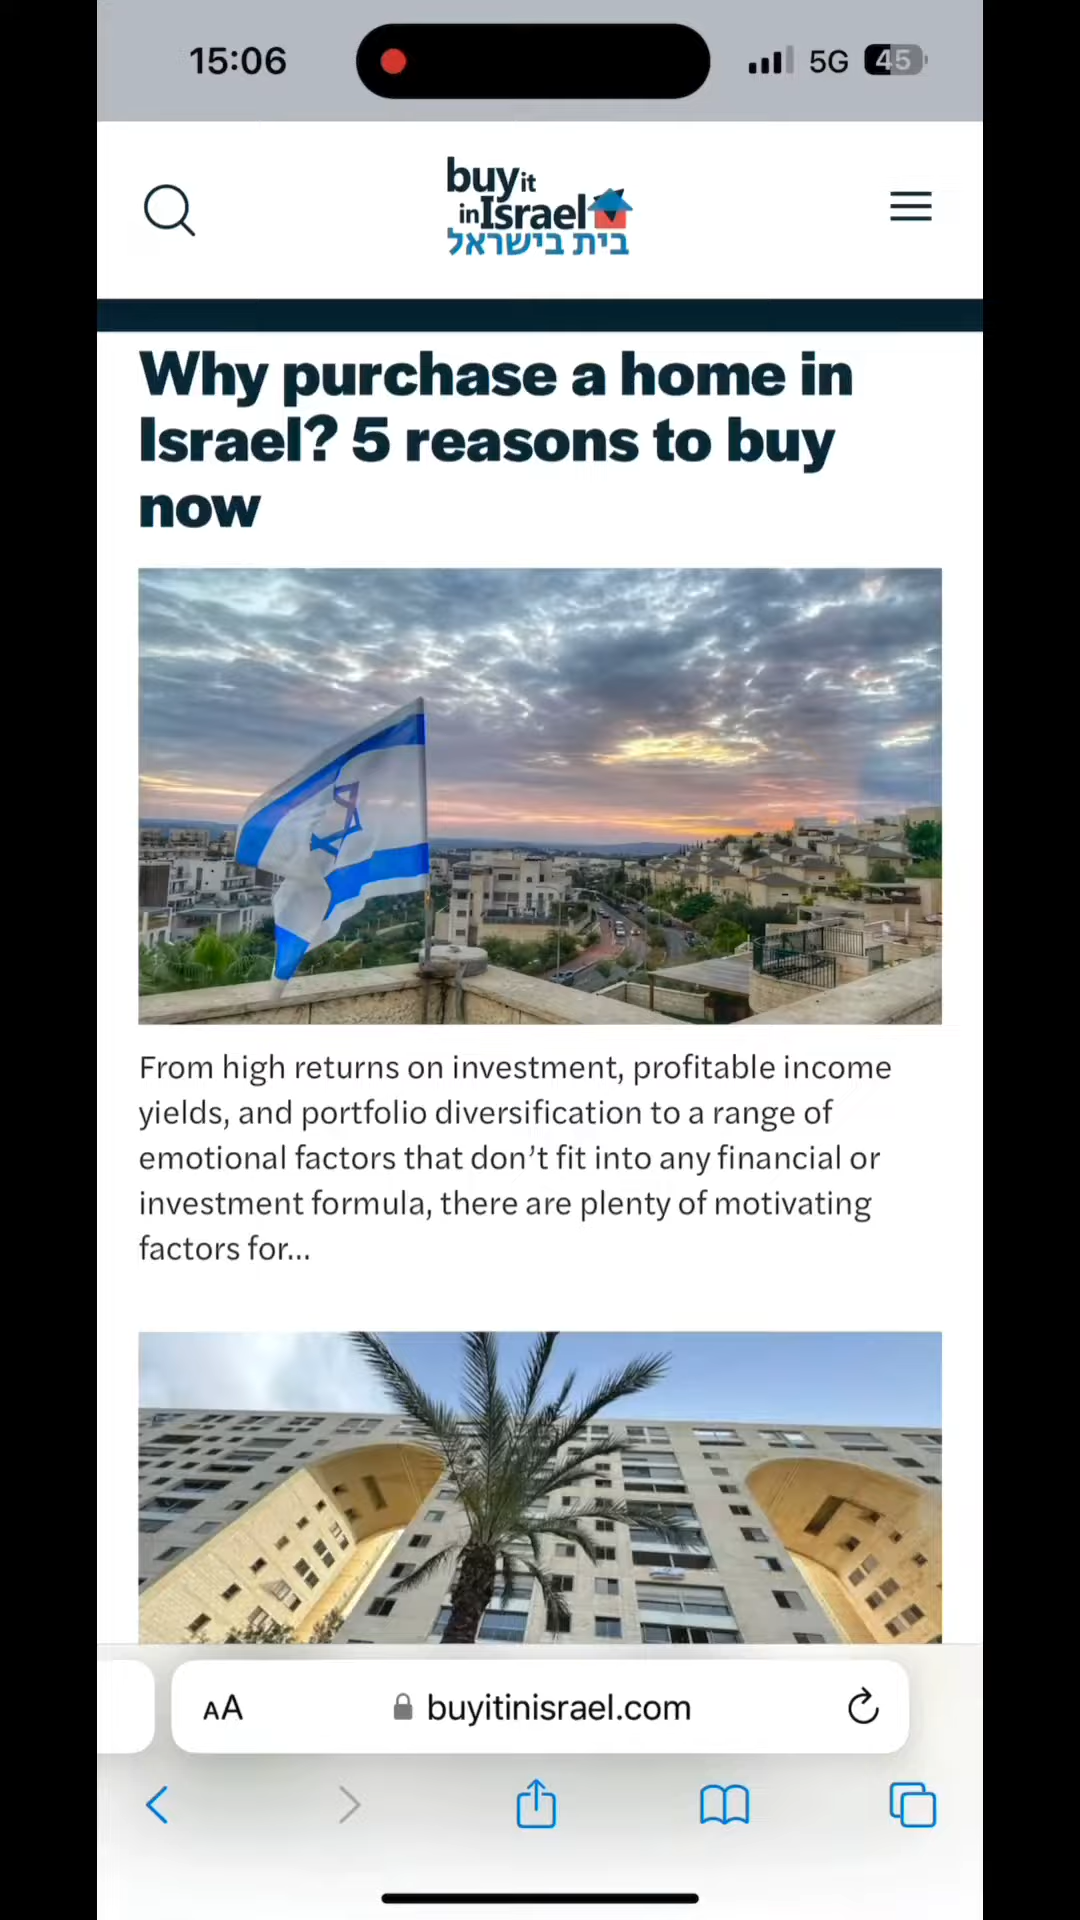 15:06
5G
45
buy it
in Israel
בית בישראל
Why purchase a home in
Israel? 5 reasons to buy
now
From high returns on investment, profitable income
yields, and portfolio diversification to a range of
emotional factors that don’t fit into any financial or
investment formula, there are plenty of motivating
factors for...
AA
buyitinisrael.com